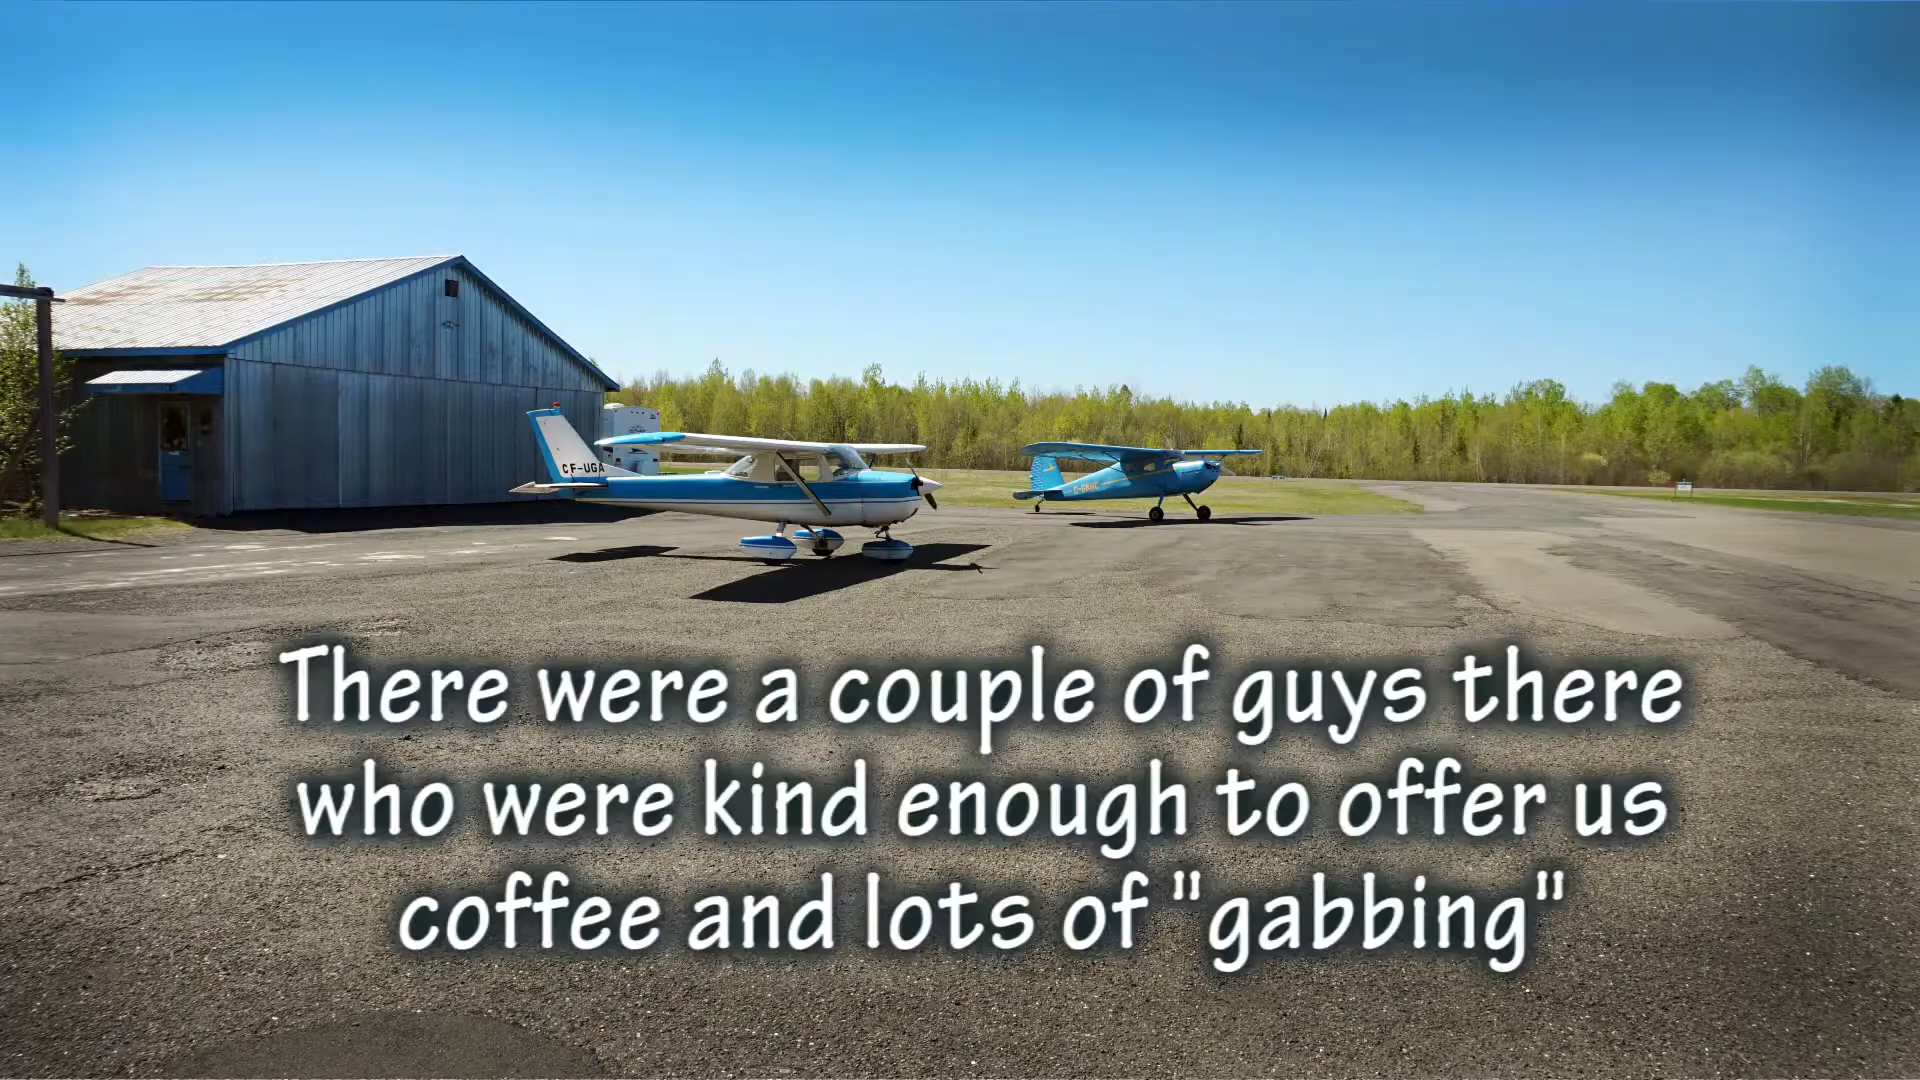 CF-UGA
There were a couple of guys there
who were kind enough to offer us
coffee and lots of "gabbing"